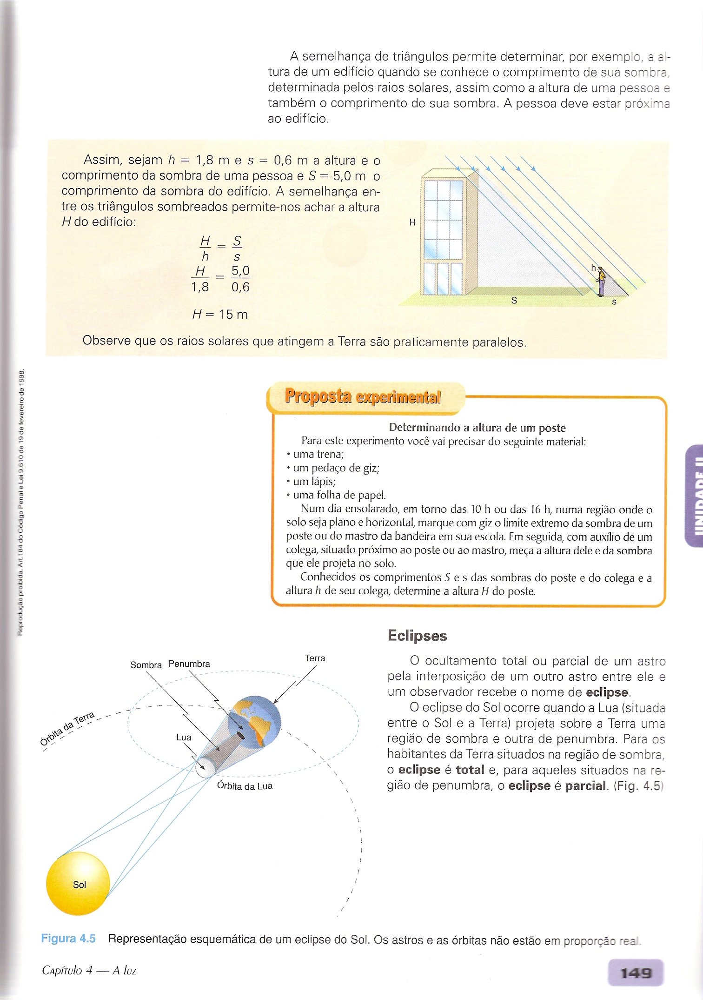 A semelhança de triângulos permite determinar, por exemplo, a al-
tura de um edifício quando se conhece o comprimento de sua sombra,
determinada pelos raios solares, assim como a altura de uma pessoa e
também o comprimento de sua sombra. A pessoa deve estar próxima
ao edifício.
Assim, sejam h = 1,8 m e s = 0,6 m a altura e o
comprimento da sombra de uma pessoa e S = 5,0 m o
comprimento da sombra do edifício. A semelhança en-
tre os triângulos sombreados permite-nos achar a altura
H do edifício:
H/h = S/s
H/1,8 = 5,0/0,6
H = 15 m
H
h
S
s
Observe que os raios solares que atingem a Terra são praticamente paralelos.
Reprodução proibida. Art.184 do Código Penal e Lei 9.610 de 19 de fevereiro de 1998.
Proposta experimental
Determinando a altura de um poste
Para este experimento você vai precisar do seguinte material:
• uma trena;
• um pedaço de giz;
• um lápis;
• uma folha de papel.
Num dia ensolarado, em torno das 10 h ou das 16 h, numa região onde o
solo seja plano e horizontal, marque com giz o limite extremo da sombra de um
poste ou do mastro da bandeira em sua escola. Em seguida, com auxílio de um
colega, situado próximo ao poste ou ao mastro, meça a altura dele e da sombra
que ele projeta no solo.
Conhecidos os comprimentos S e s das sombras do poste e do colega e a
altura h de seu colega, determine a altura H do poste.
UNIDADE II
Eclipses
O ocultamento total ou parcial de um astro
pela interposição de um outro astro entre ele e
um observador recebe o nome de eclipse.
O eclipse do Sol ocorre quando a Lua (situada
entre o Sol e a Terra) projeta sobre a Terra uma
região de sombra e outra de penumbra. Para os
habitantes da Terra situados na região de sombra,
o eclipse é total e, para aqueles situados na re-
gião de penumbra, o eclipse é parcial. (Fig. 4.5)
Sombra
Penumbra
Terra
Órbita da Terra
Lua
Órbita da Lua
Sol
Figura 4.5 Representação esquemática de um eclipse do Sol. Os astros e as órbitas não estão em proporção real.
Capítulo 4 — A luz
149